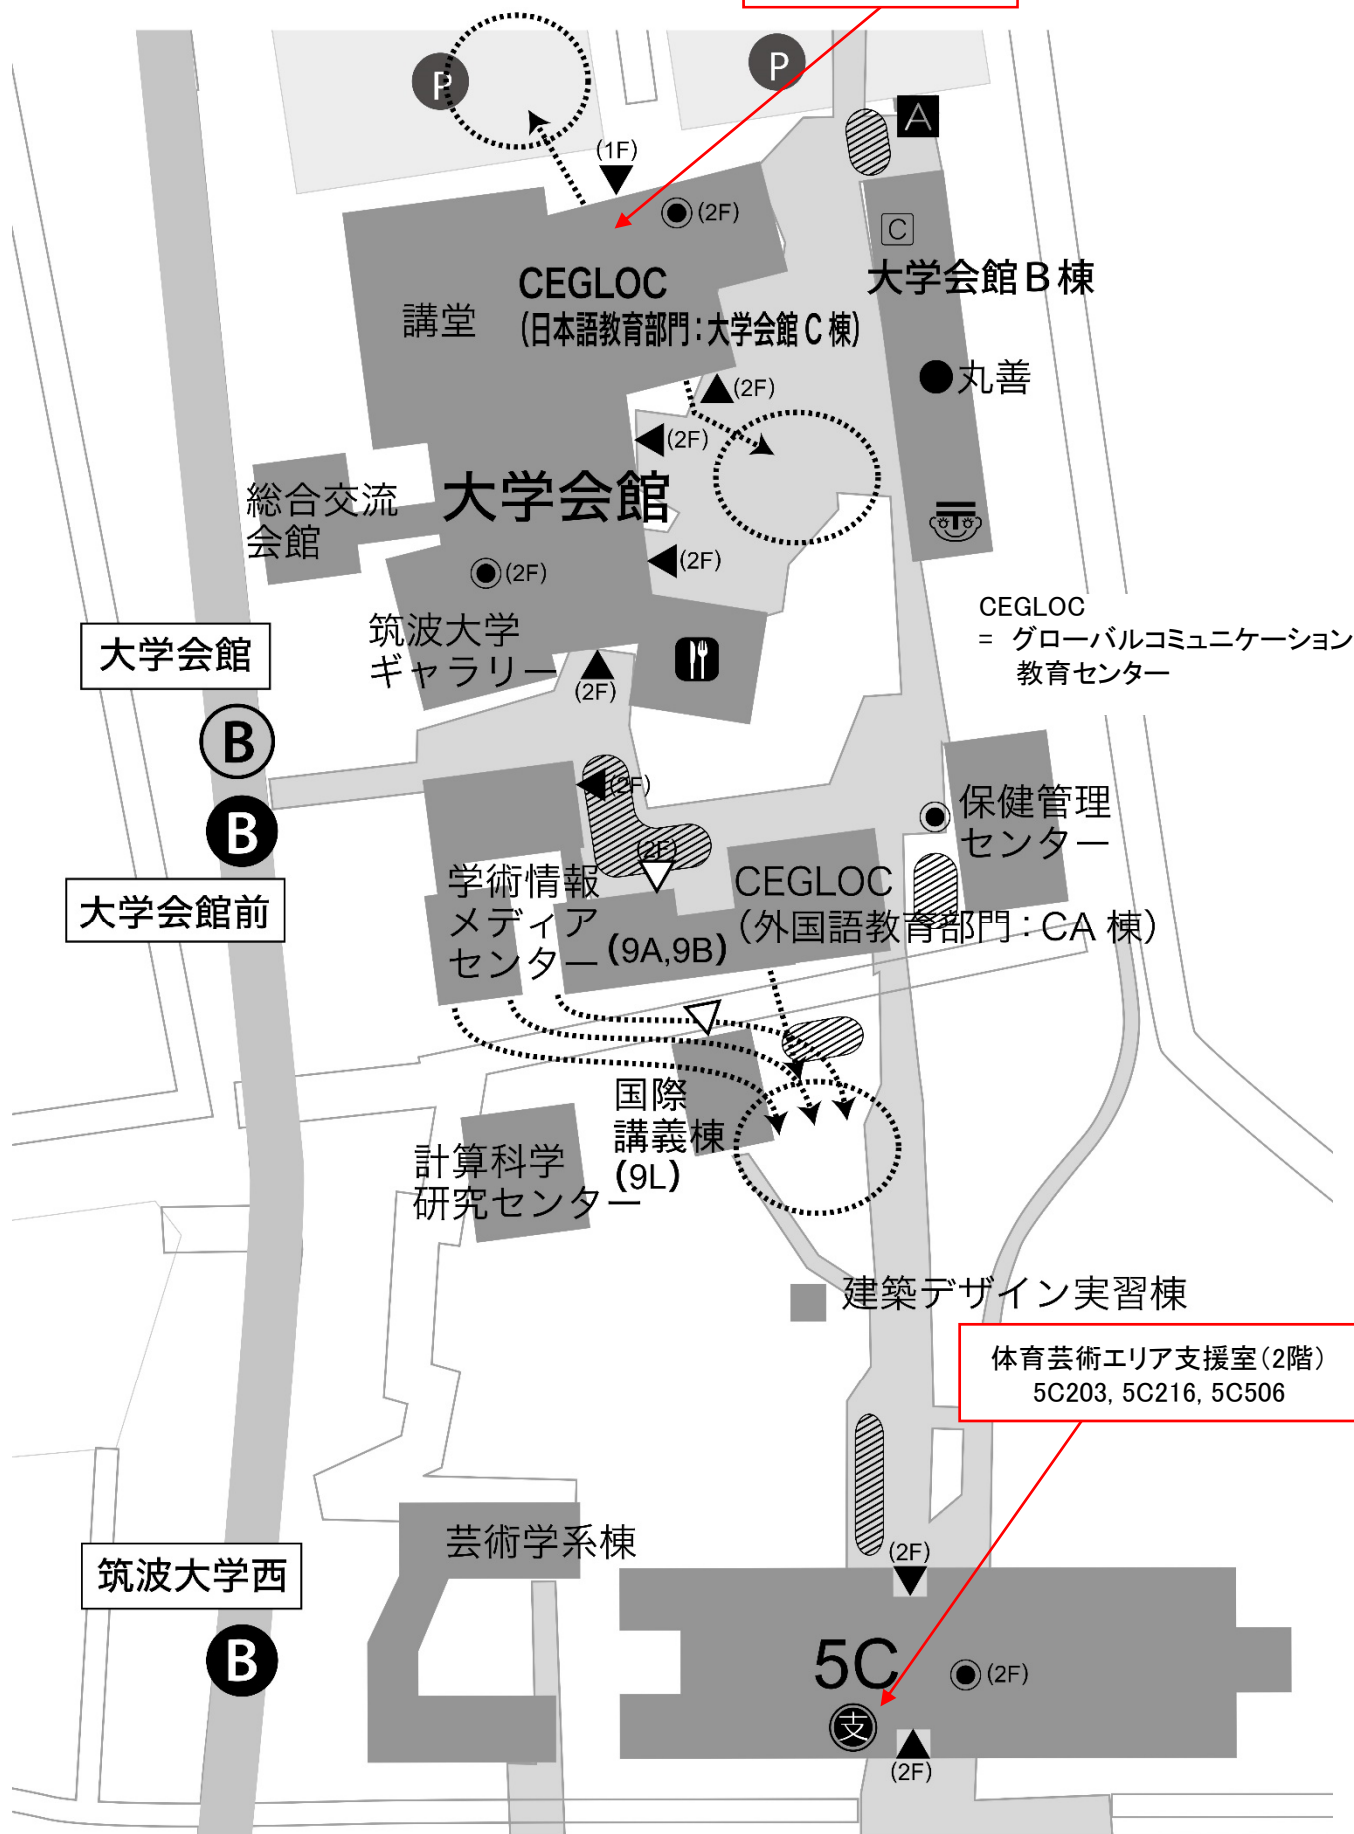 P
P
A
(1F)
(2F)
C
大学会館B棟
CEGLOC
(日本語教育部門:大学会館 C 棟)
講堂
丸善
(2F)
(2F)
大学会館
総合交流
会館
(2F)
(2F)
〒
CEGLOC
= グローバルコミュニケーション
教育センター
筑波大学
ギャラリー
(2F)
大学会館
B
B
大学会館前
(2F)
保健管理
センター
(2F)
学術情報
メディア
センター
(9A,9B)
CEGLOC
(外国語教育部門:CA 棟)
国際
講義棟
(9L)
計算科学
研究センター
建築デザイン実習棟
体育芸術エリア支援室(2階)
5C203, 5C216, 5C506
芸術学系棟
(2F)
筑波大学西
B
5C
(2F)
支
(2F)